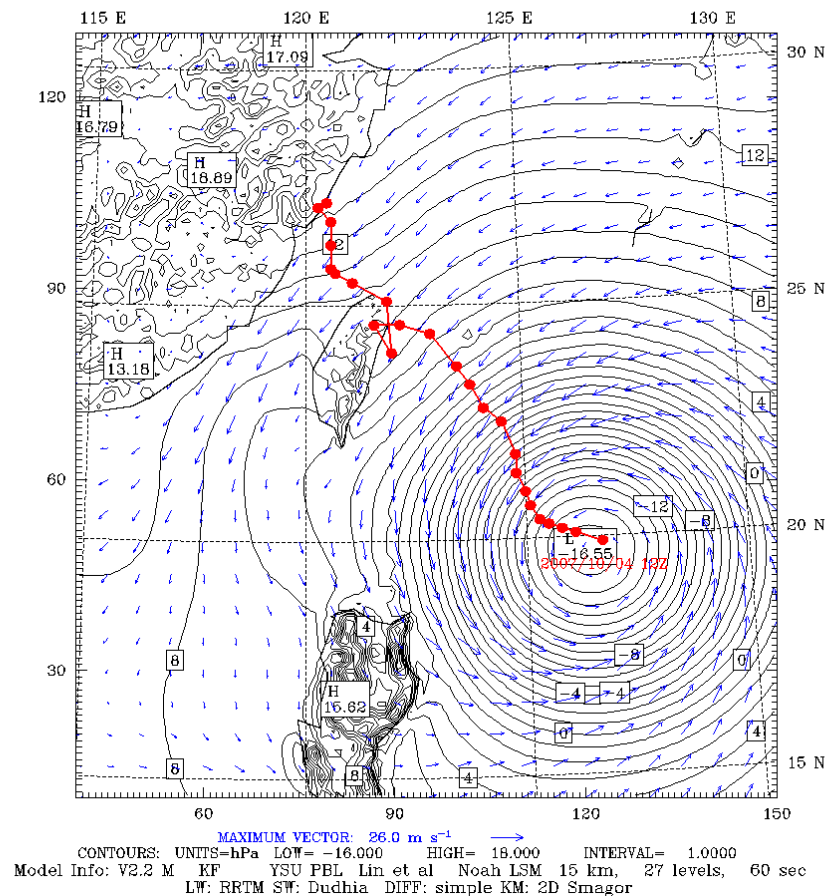 115 E 120 E 125 E 130 E
H
17.09
30 N
120
H
16.79
H
18.89
12
2
90
25 N
8
H
13.18
4
60
0
-12
-8
20 N
L
-16.55
2007/10/04 12Z
4
8
-8
0
30
H
15.62
-4
-4
0
4
15 N
8
8
4
60 90 120 150
MAXIMUM VECTOR: 26.0 m s⁻¹
CONTOURS: UNITS=hPa LOW= -16.000 HIGH= 18.000 INTERVAL= 1.0000
Model Info: V2.2 M KF YSU PBL Lin et al Noah LSM 15 km, 27 levels, 60 sec
LW: RRTM SW: Dudhia DIFF: simple KM: 2D Smagor